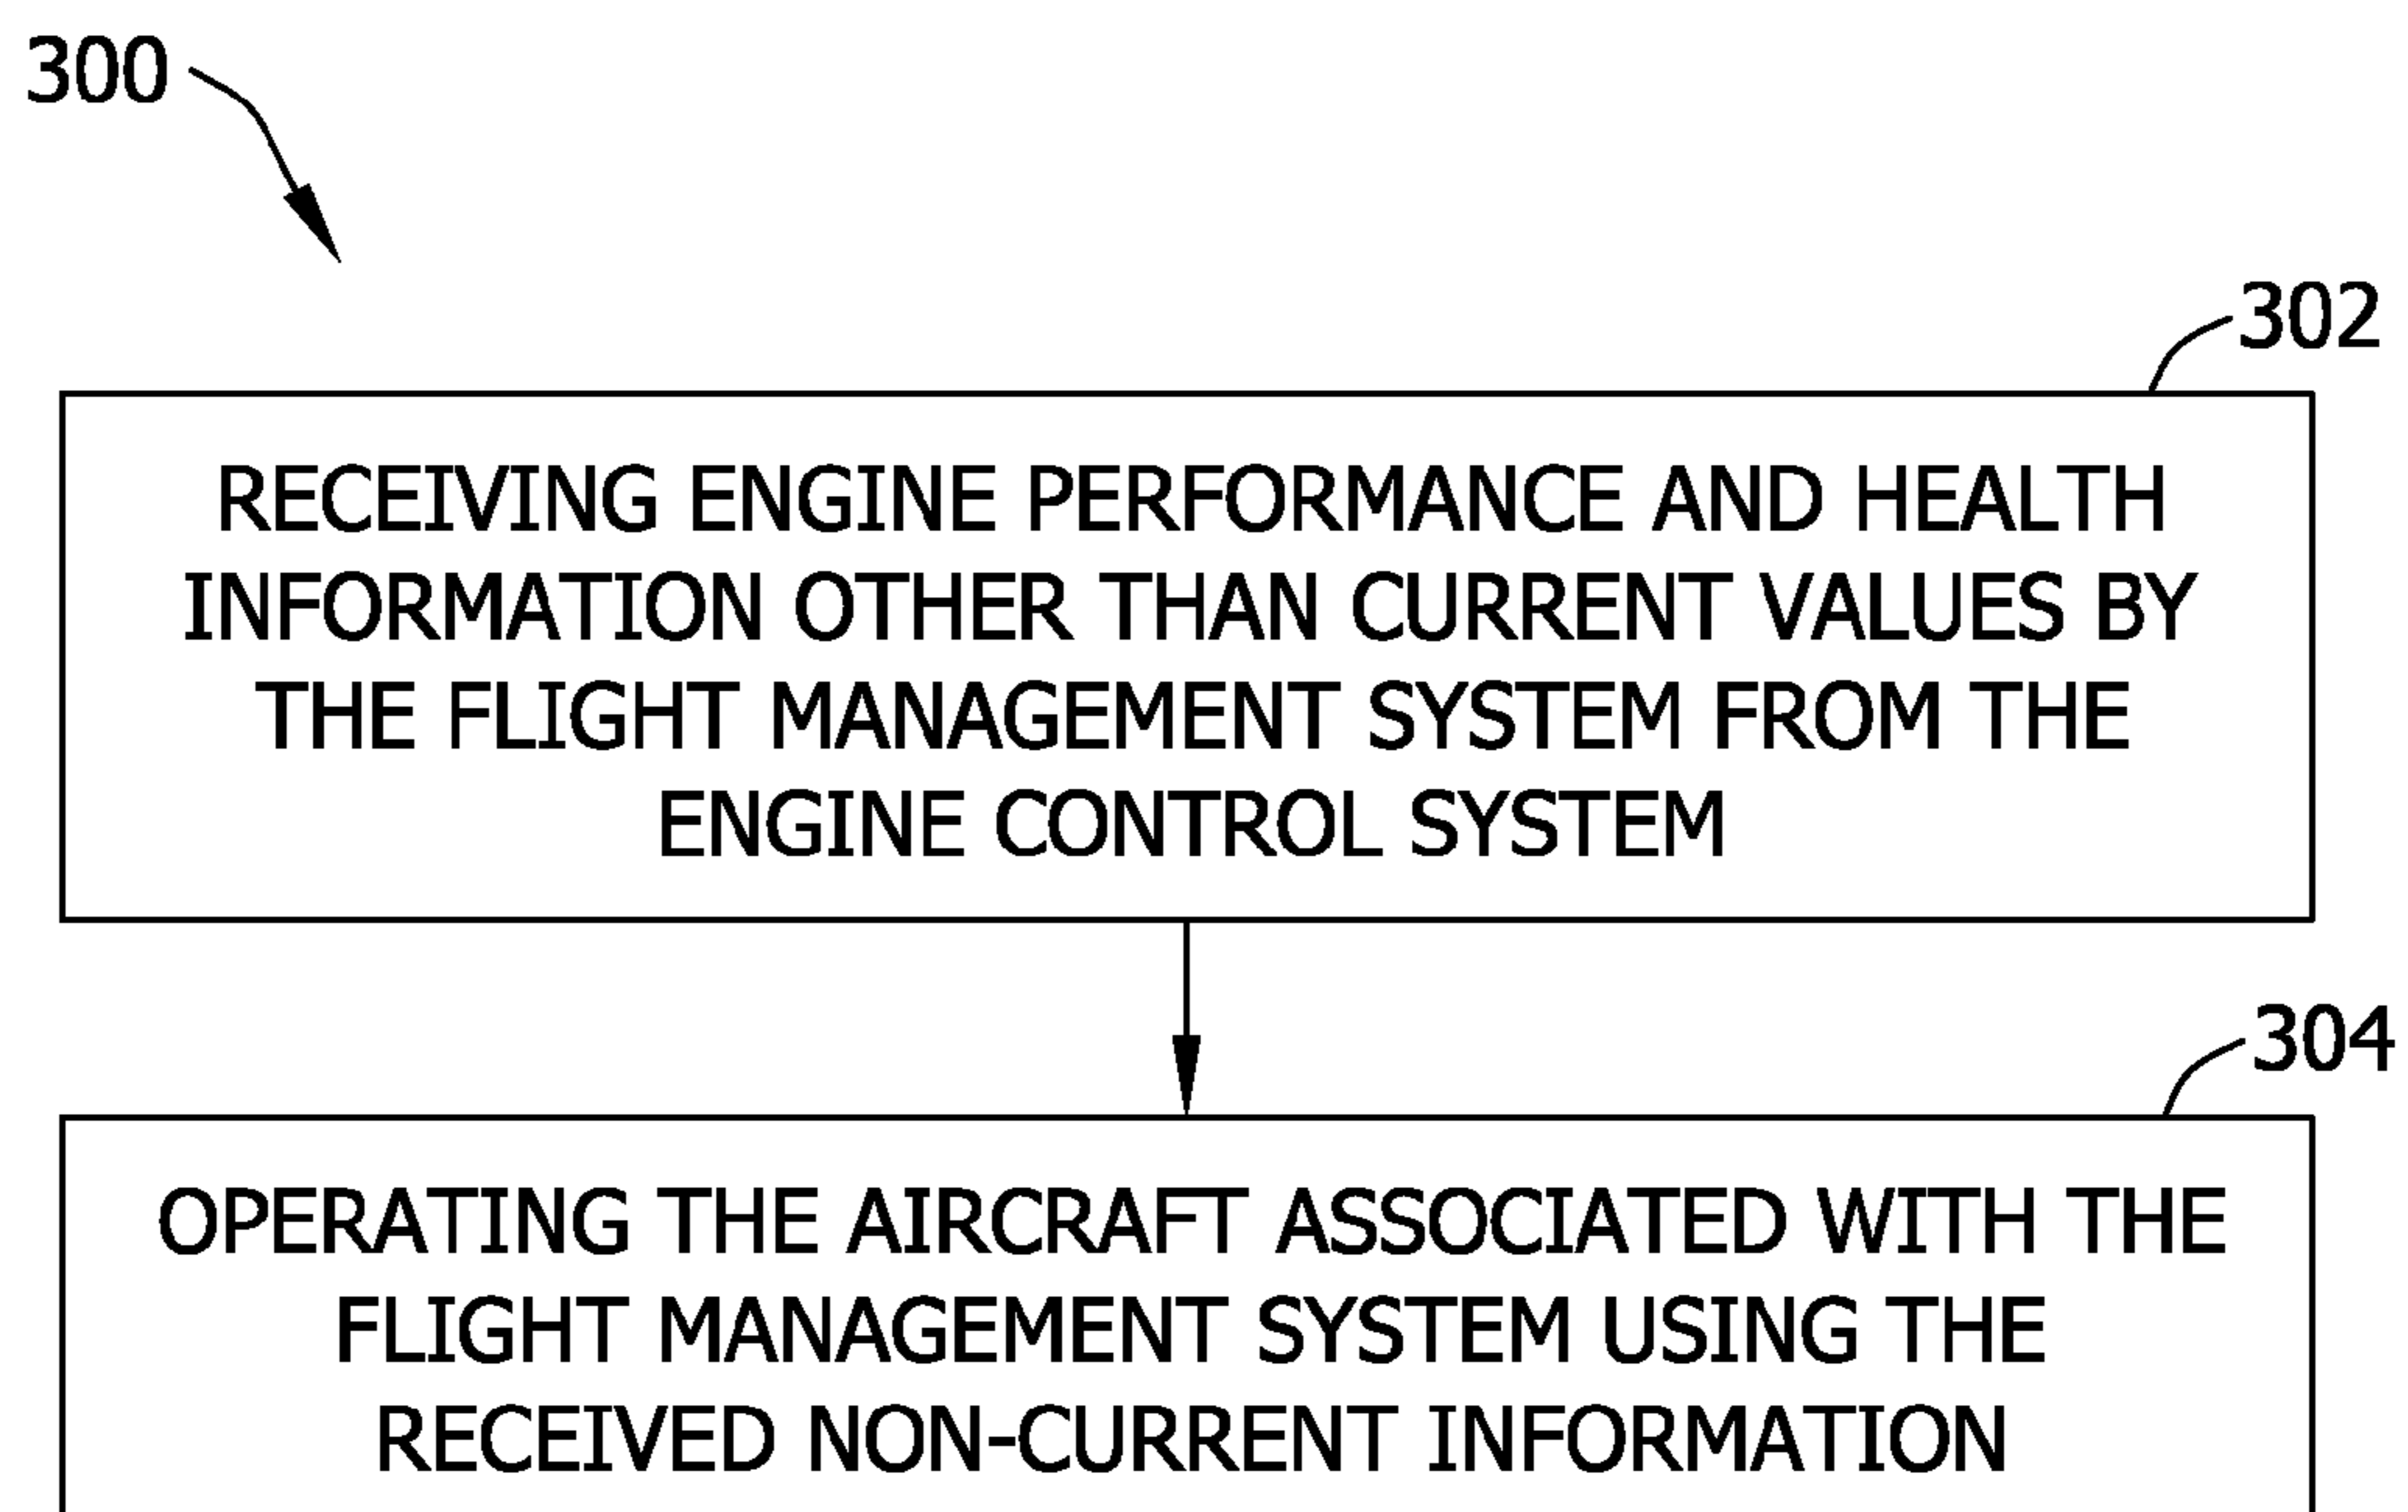 300
302
RECEIVING ENGINE PERFORMANCE AND HEALTH
INFORMATION OTHER THAN CURRENT VALUES BY
THE FLIGHT MANAGEMENT SYSTEM FROM THE
ENGINE CONTROL SYSTEM
304
OPERATING THE AIRCRAFT ASSOCIATED WITH THE
FLIGHT MANAGEMENT SYSTEM USING THE
RECEIVED NON-CURRENT INFORMATION